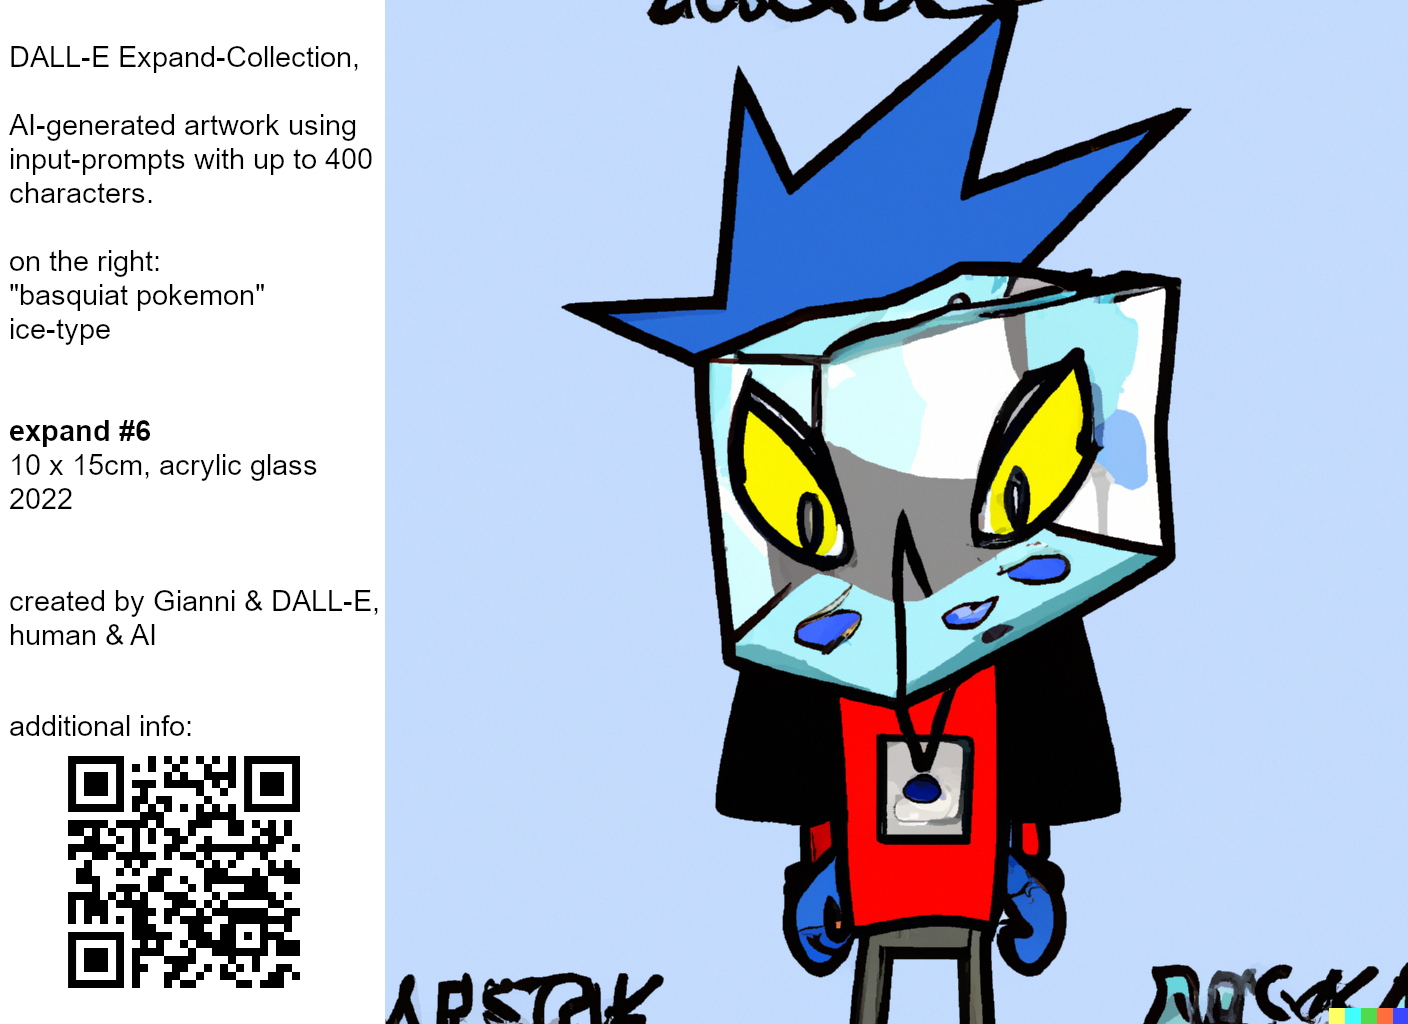 DALL-E Expand-Collection,
AI-generated artwork using
input-prompts with up to 400
characters.
on the right:
"basquiat pokemon"
ice-type
expand #6
10 x 15cm, acrylic glass
2022
created by Gianni & DALL-E,
human & AI
additional info: